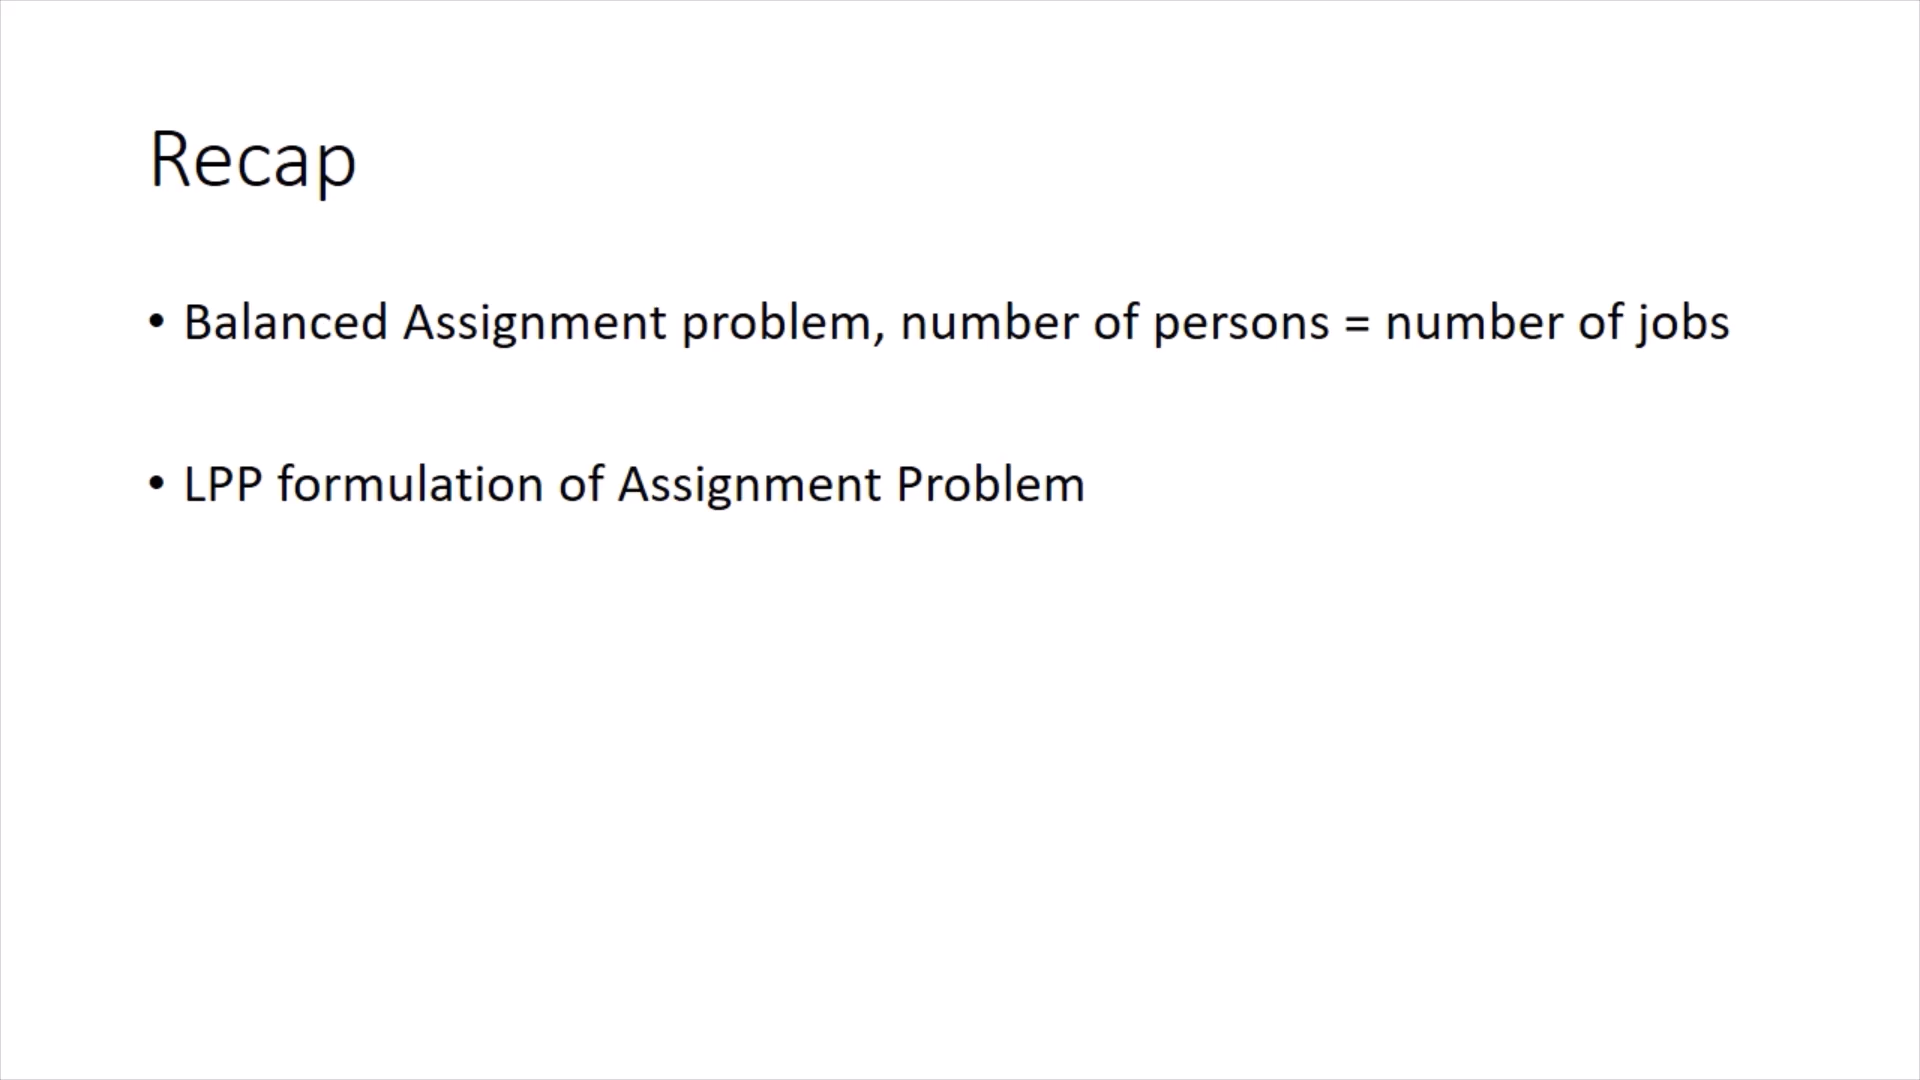 Recap
• Balanced Assignment problem, number of persons = number of jobs
• LPP formulation of Assignment Problem